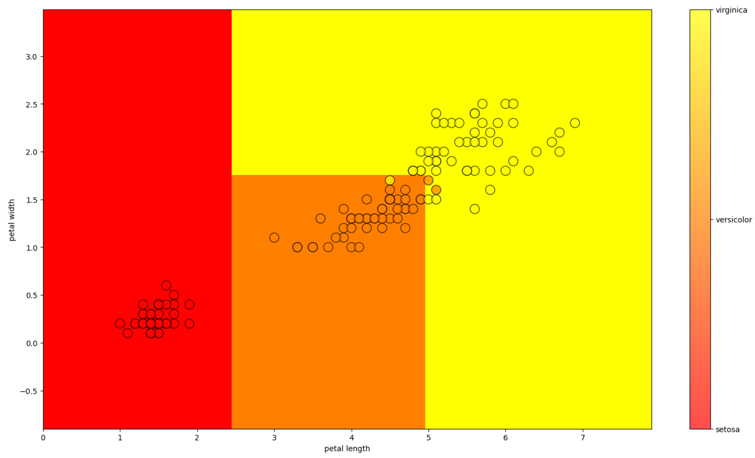 virginica
3.0
2.5
2.0
1.5
petal width
versicolor
1.0
0.5
0.0
−0.5
setosa
0 1 2 3 4 5 6 7
petal length